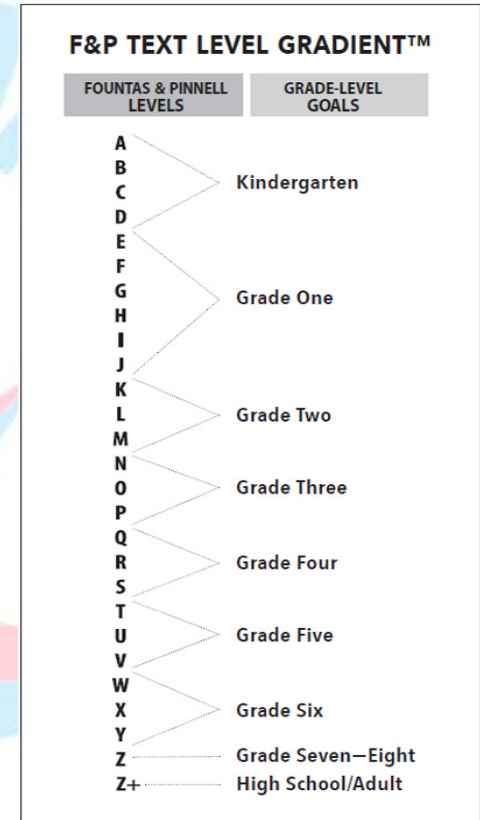 F&P TEXT LEVEL GRADIENT™
FOUNTAS & PINNELL
LEVELS
GRADE-LEVEL
GOALS
A
B
C
D
Kindergarten
E
F
G
H
I
J
Grade One
K
L
M
Grade Two
N
O
P
Grade Three
Q
R
S
Grade Four
T
U
V
Grade Five
W
X
Y
Grade Six
Z
Grade Seven—Eight
Z+
High School/Adult